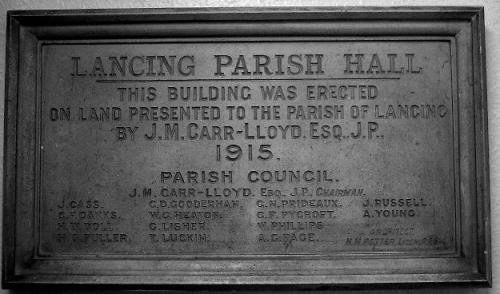 LANCING PARISH HALL
THIS BUILDING WAS ERECTED
ON LAND PRESENTED TO THE PARISH OF LANCING
BY J.M. CARR-LLOYD. ESQ. J.P.
1915.
PARISH COUNCIL.
J. M. CARR-LLOYD. ESQ., J.P., CHAIRMAN.
J. CASS. C.D. GOODERHAM. G.N. PRIDEAUX. J. RUSSELL.
W.G. HEATON. G.F. PYCROFT. A. YOUNG.
G. LISHER. W. PHILLIPS
FULLER. T. LUCKIN. A.G. PAGE. ARCHITECT
POTTER